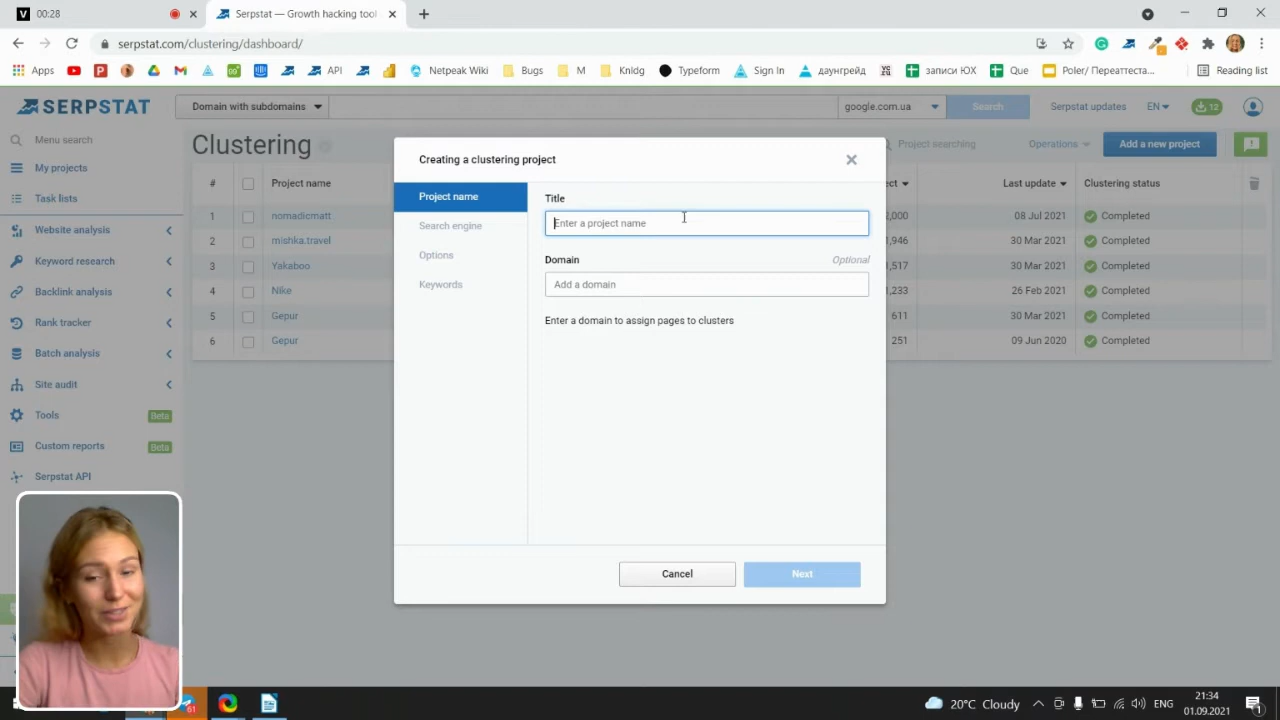 V 00:28
Serpstat — Growth hacking tool
serpstat.com/clustering/dashboard/
Apps
API
Netpeak Wiki
Bugs
M
Knldg
Typeform
Sign In
даунгрейд
записи ЮХ
Que
Poler/ Переаттеста...
Reading list
SERPSTAT
Domain with subdomains
google.com.ua
Search
Serpstat updates
EN
12
Menu search
My projects
Task lists
Website analysis
Keyword research
Backlink analysis
Rank tracker
Batch analysis
Site audit
Tools Beta
Custom reports Beta
Serpstat API
Clustering
Project searching
Operations
Add a new project
# Project name Last update Clustering status
1 nomadicmatt 2,000 08 Jul 2021 Completed
2 mishka.travel ,946 30 Mar 2021 Completed
3 Yakaboo ,517 30 Mar 2021 Completed
4 Nike ,233 26 Feb 2021 Completed
5 Gepur 611 30 Mar 2021 Completed
6 Gepur 251 09 Jun 2020 Completed
Creating a clustering project
Project name
Search engine
Options
Keywords
Title
Enter a project name
Domain Optional
Add a domain
Enter a domain to assign pages to clusters
Cancel
Next
61
20°C Cloudy
ENG
21:34
01.09.2021
1